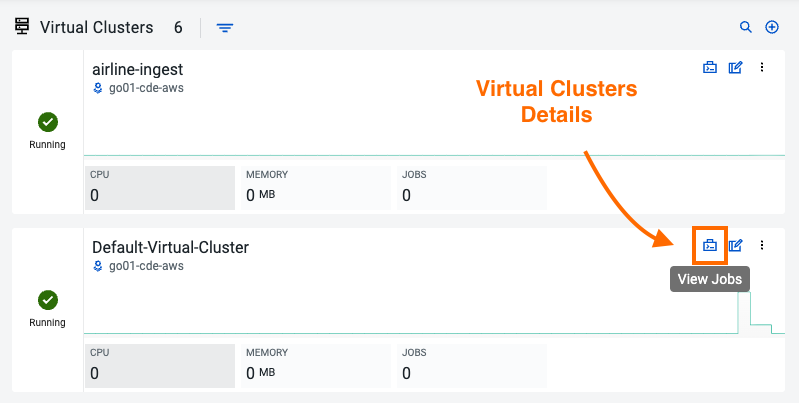 Virtual Clusters 6
airline-ingest
go01-cde-aws
Running
CPU MEMORY JOBS
0 0 MB 0
Virtual Clusters
Details
Default-Virtual-Cluster
go01-cde-aws
View Jobs
Running
CPU MEMORY JOBS
0 0 MB 0